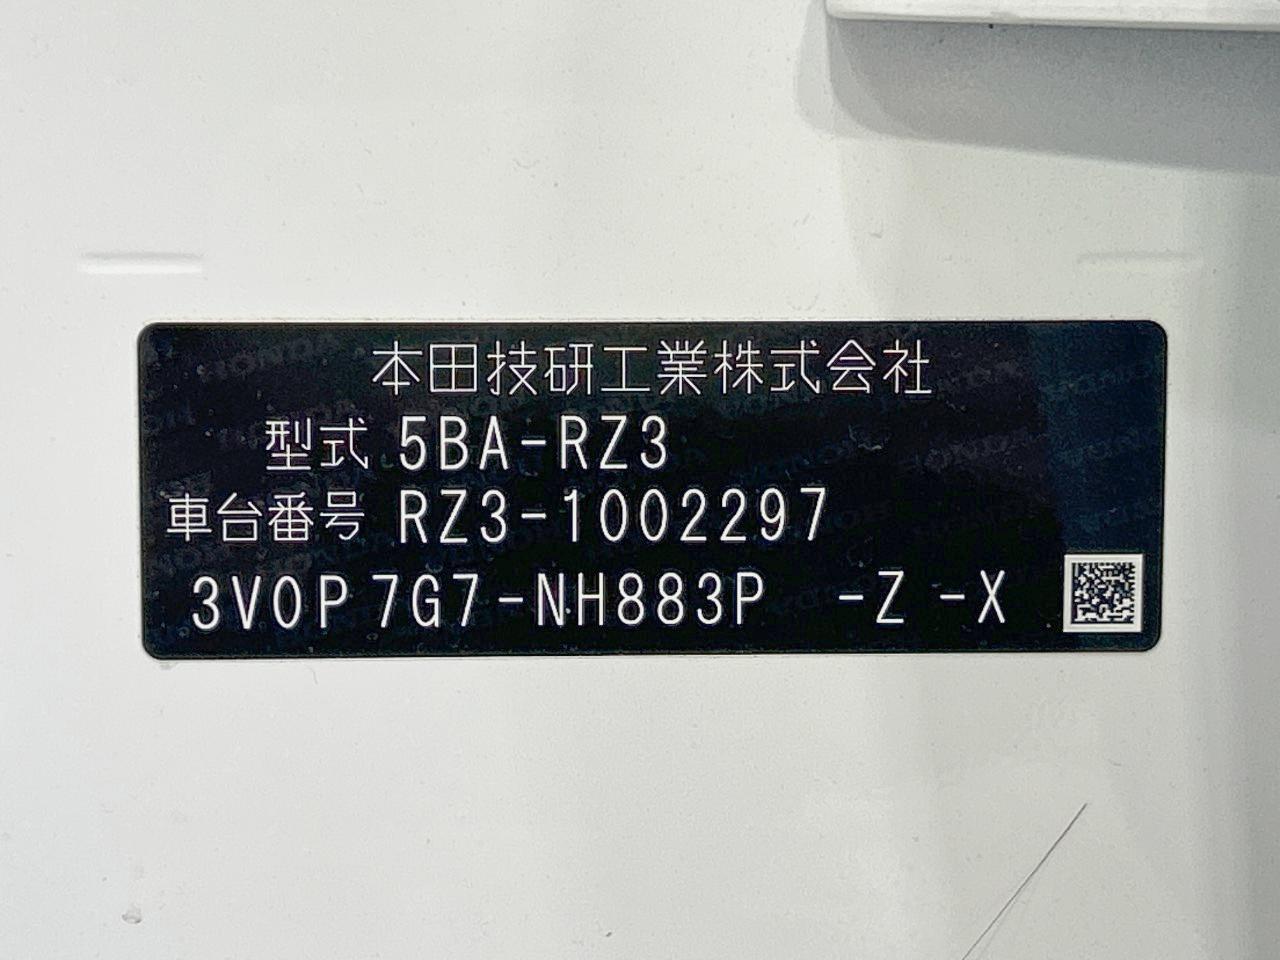 本田技研工業株式会社
型式 5BA-RZ3
車台番号 RZ3-1002297
3V0P 7G7-NH883P -Z -X